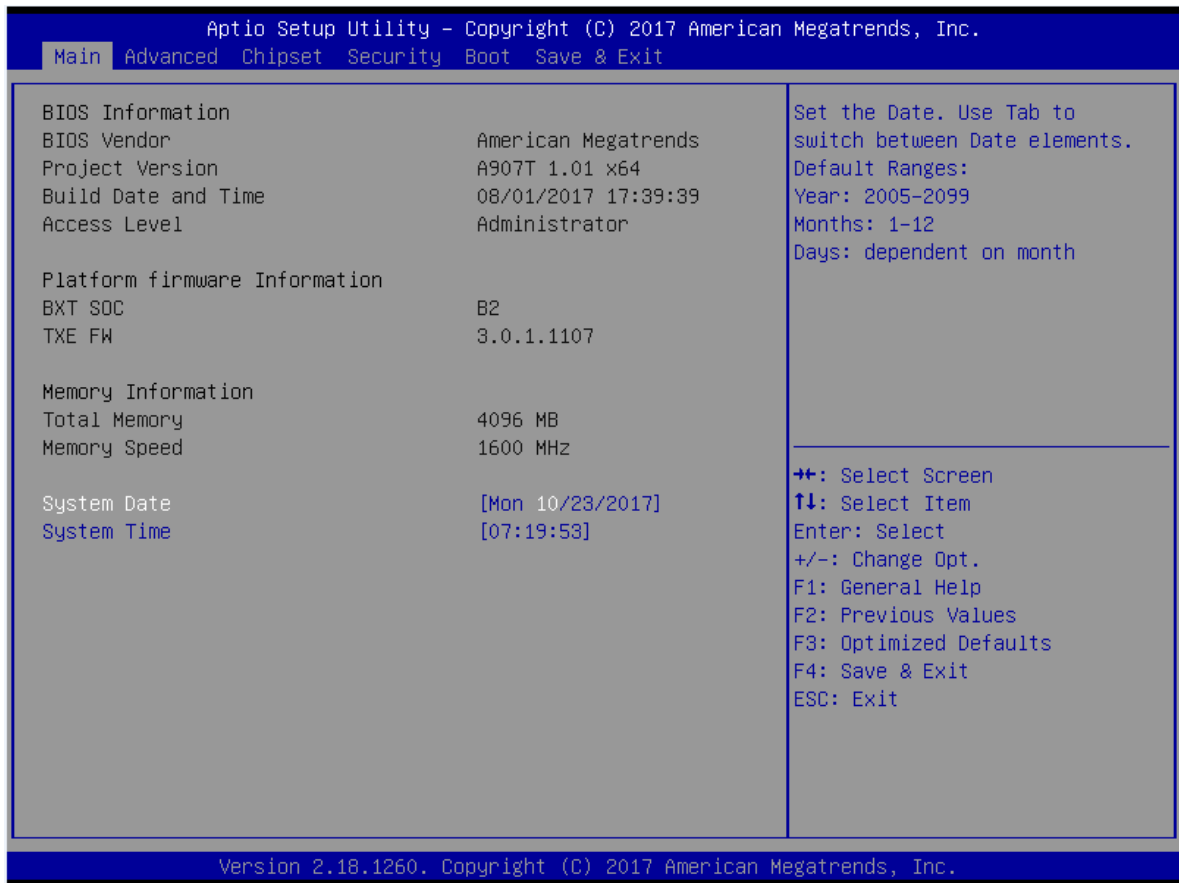 Aptio Setup Utility – Copyright (C) 2017 American Megatrends, Inc.
Main Advanced Chipset Security Boot Save & Exit
BIOS Information
BIOS Vendor American Megatrends
Project Version A907T 1.01 x64
Build Date and Time 08/01/2017 17:39:39
Access Level Administrator
Platform firmware Information
BXT SOC B2
TXE FW 3.0.1.1107
Memory Information
Total Memory 4096 MB
Memory Speed 1600 MHz
System Date [Mon 10/23/2017]
System Time [07:19:53]
Set the Date. Use Tab to
switch between Date elements.
Default Ranges:
Year: 2005-2099
Months: 1-12
Days: dependent on month
→←: Select Screen
↑↓: Select Item
Enter: Select
+/-: Change Opt.
F1: General Help
F2: Previous Values
F3: Optimized Defaults
F4: Save & Exit
ESC: Exit
Version 2.18.1260. Copyright (C) 2017 American Megatrends, Inc.